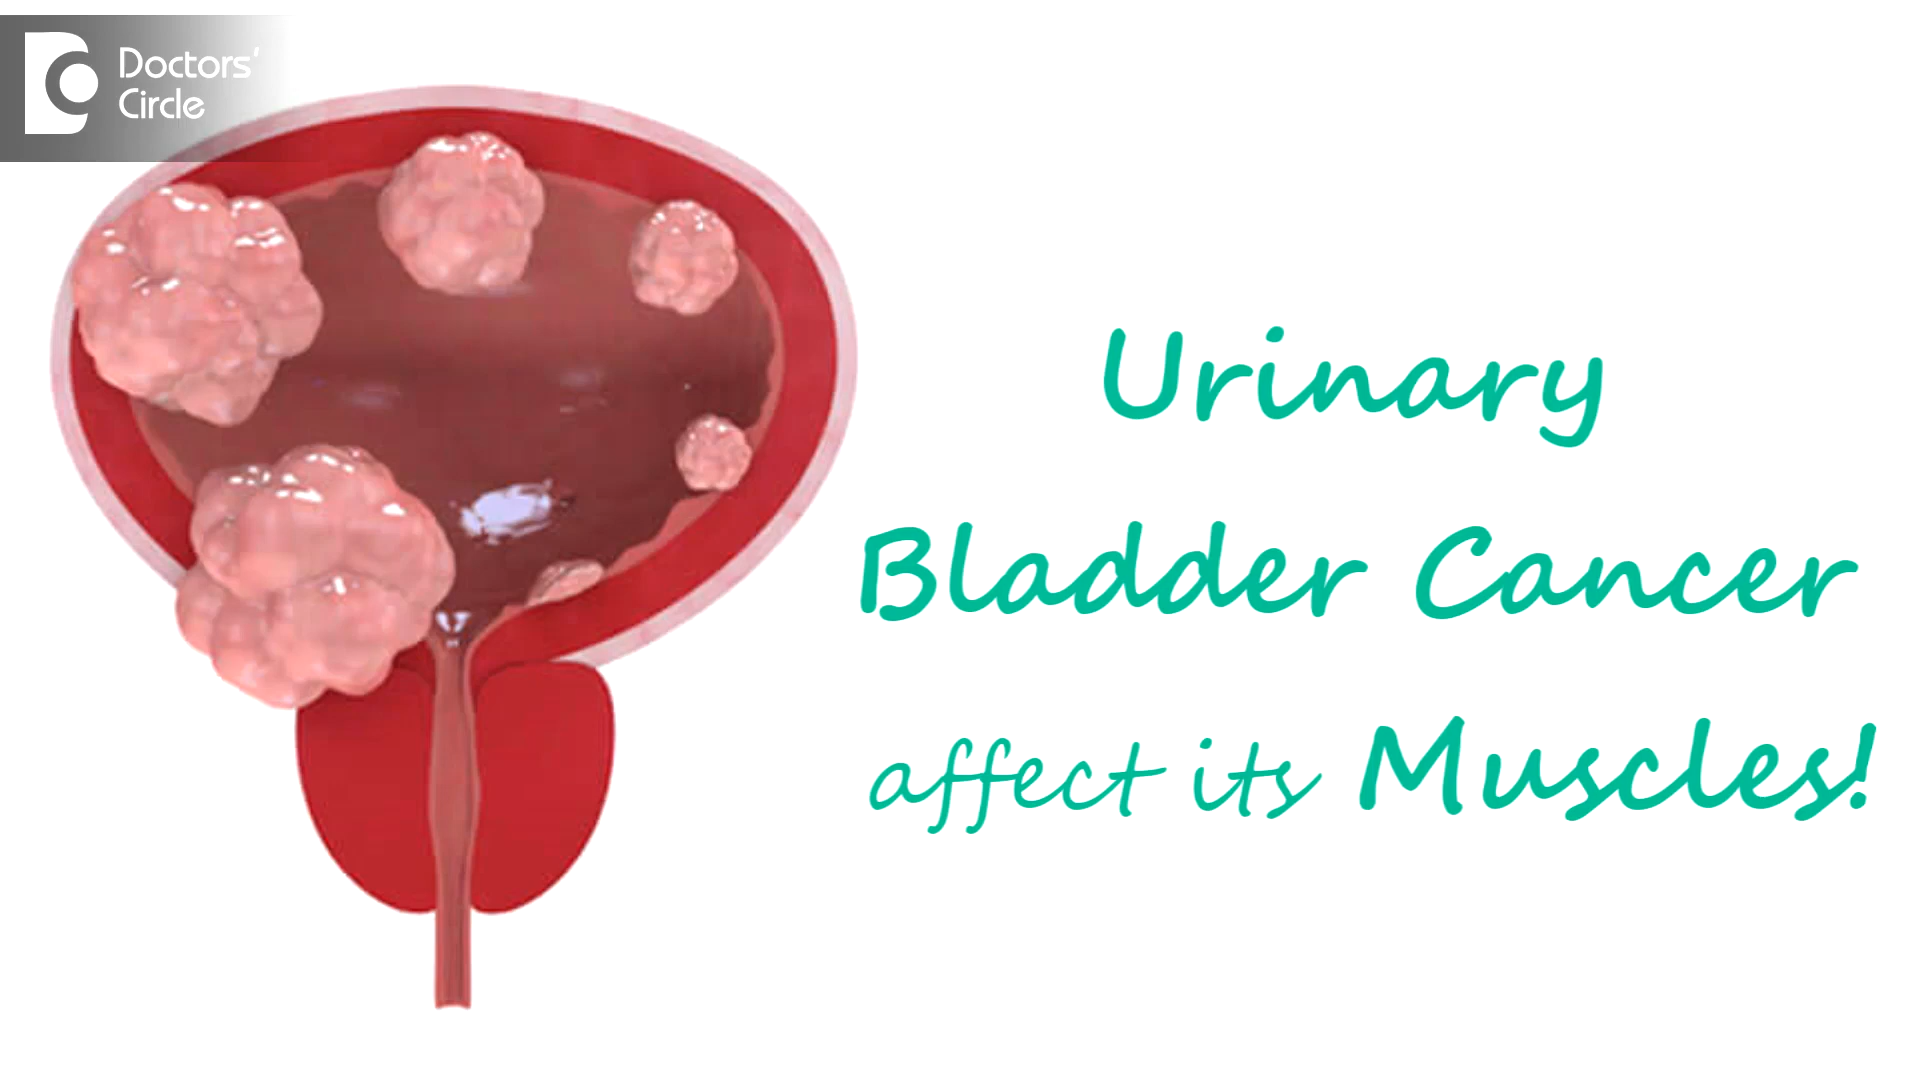 Doctors'
Circle
Urinary
Bladder Cancer
affect its Muscles!